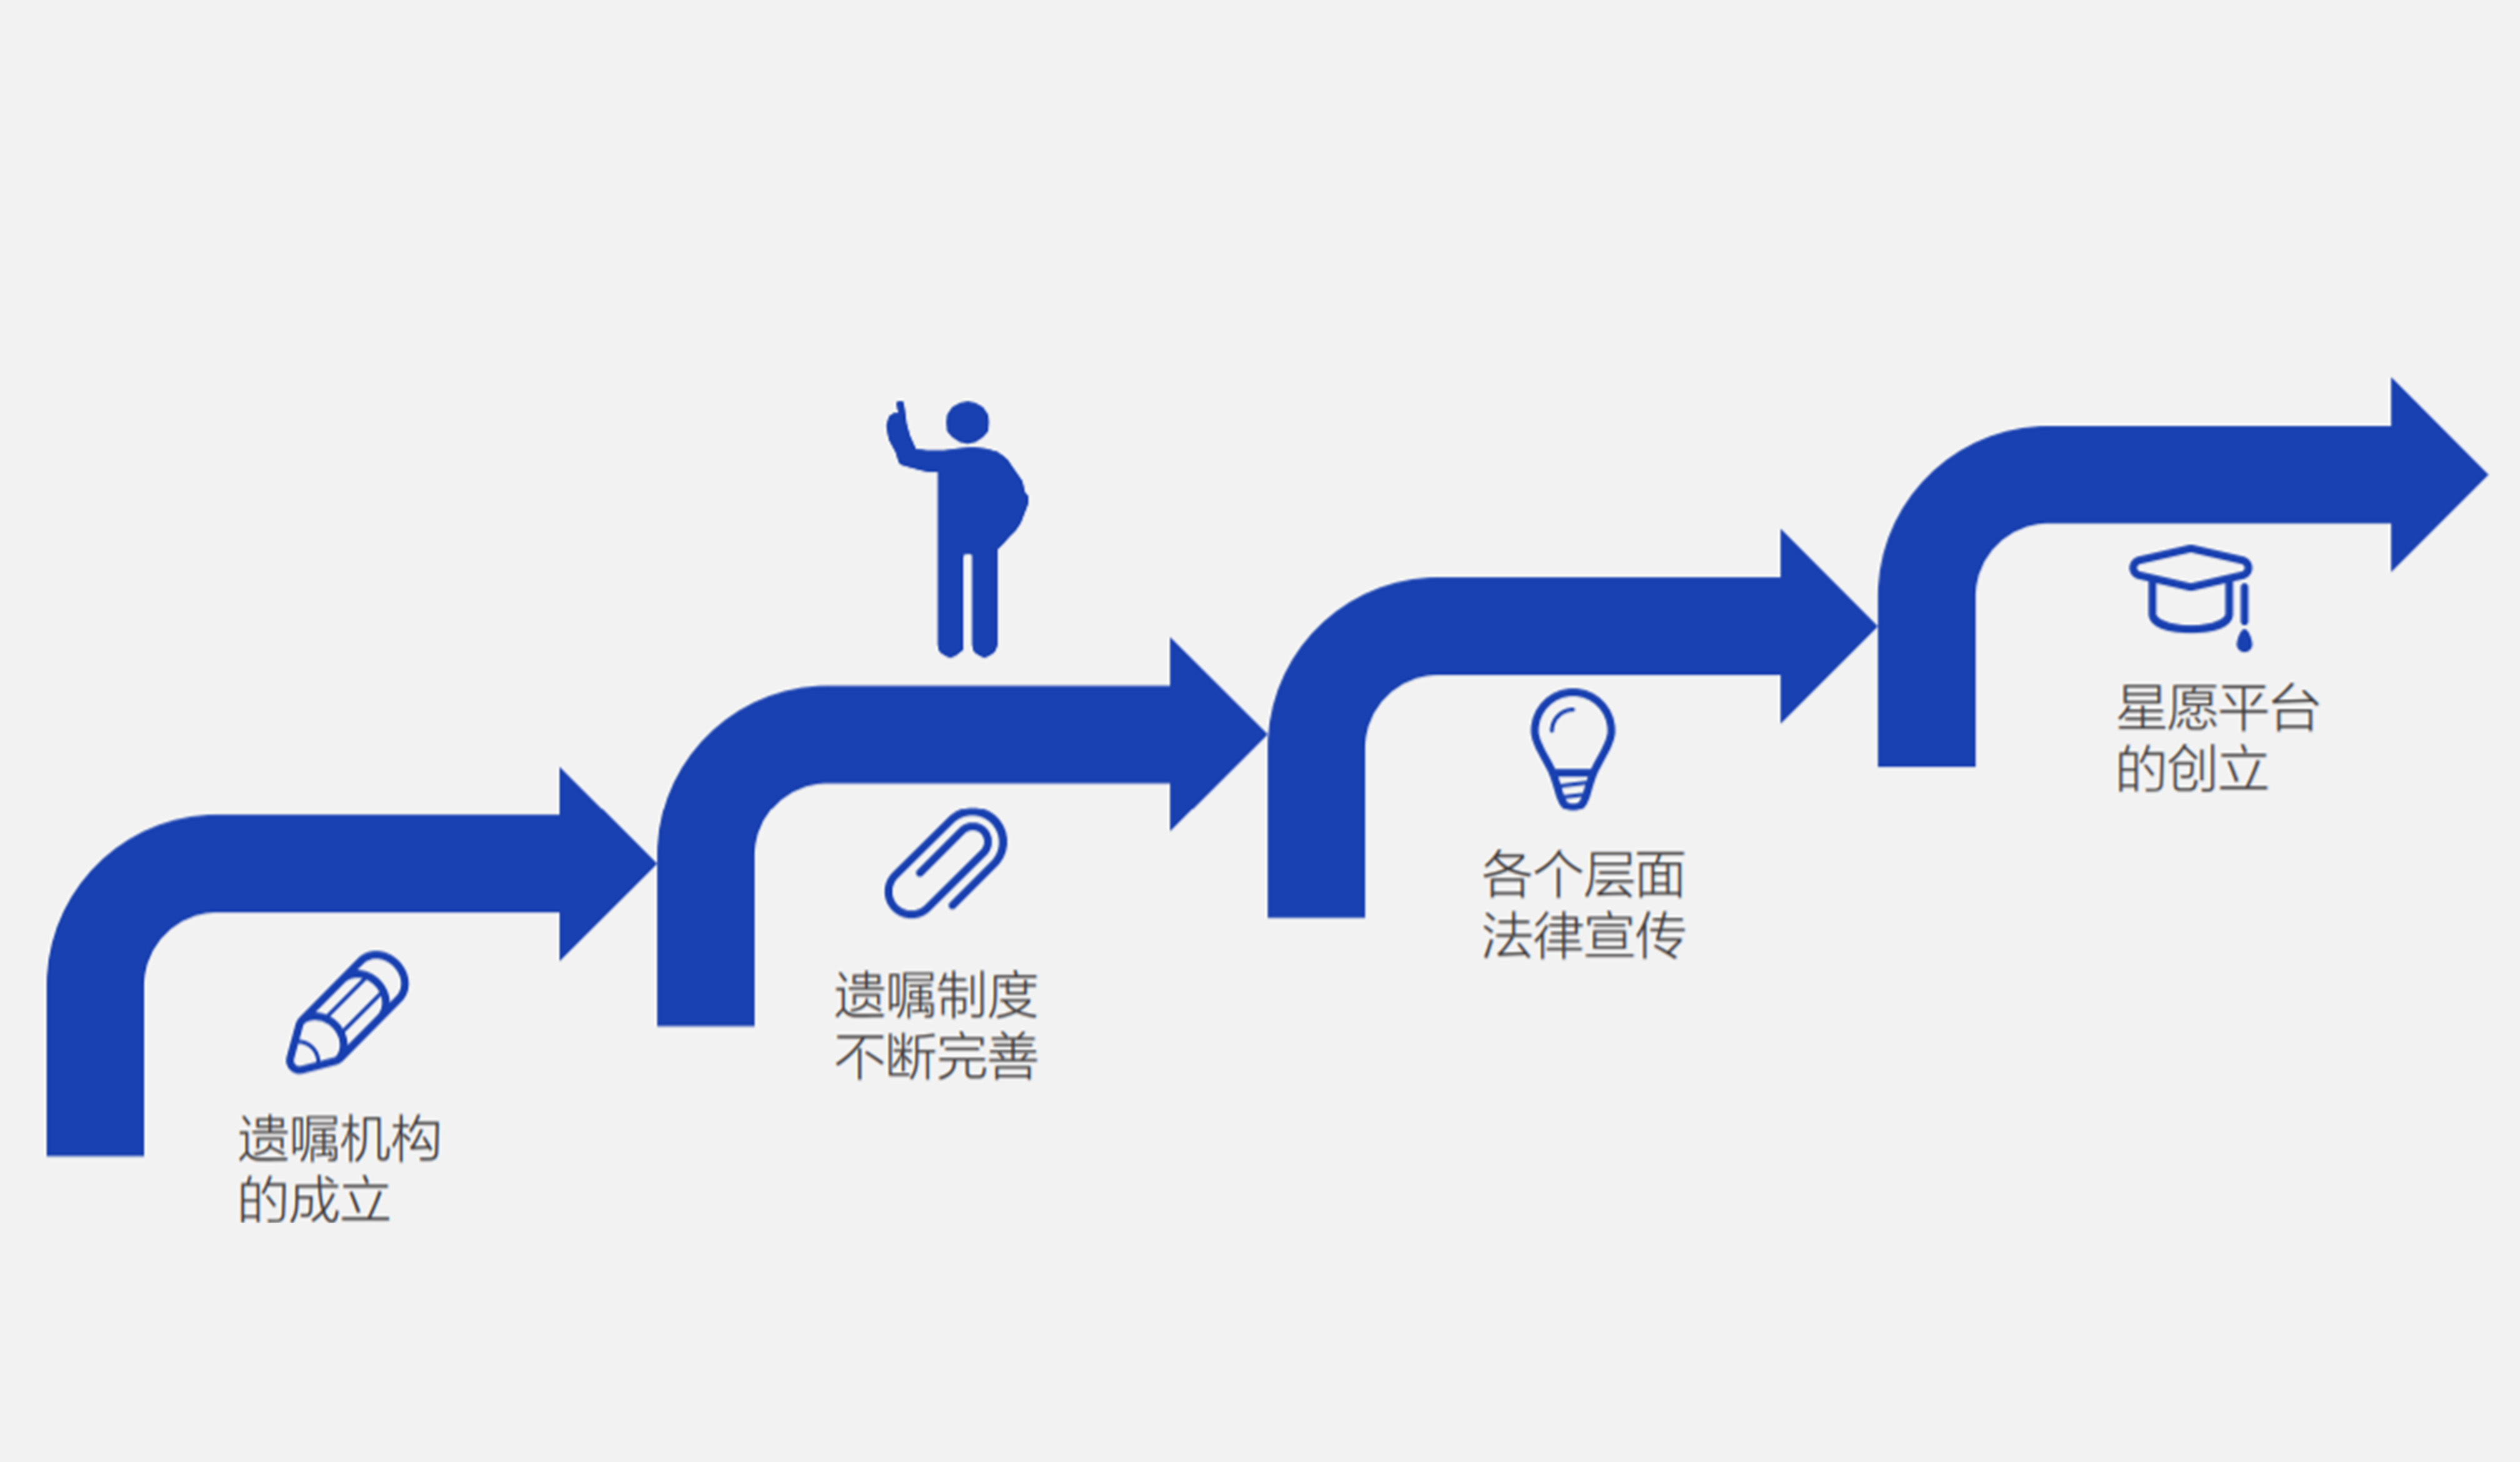 遗嘱机构
的成立
遗嘱制度
不断完善
各个层面
法律宣传
星愿平台
的创立